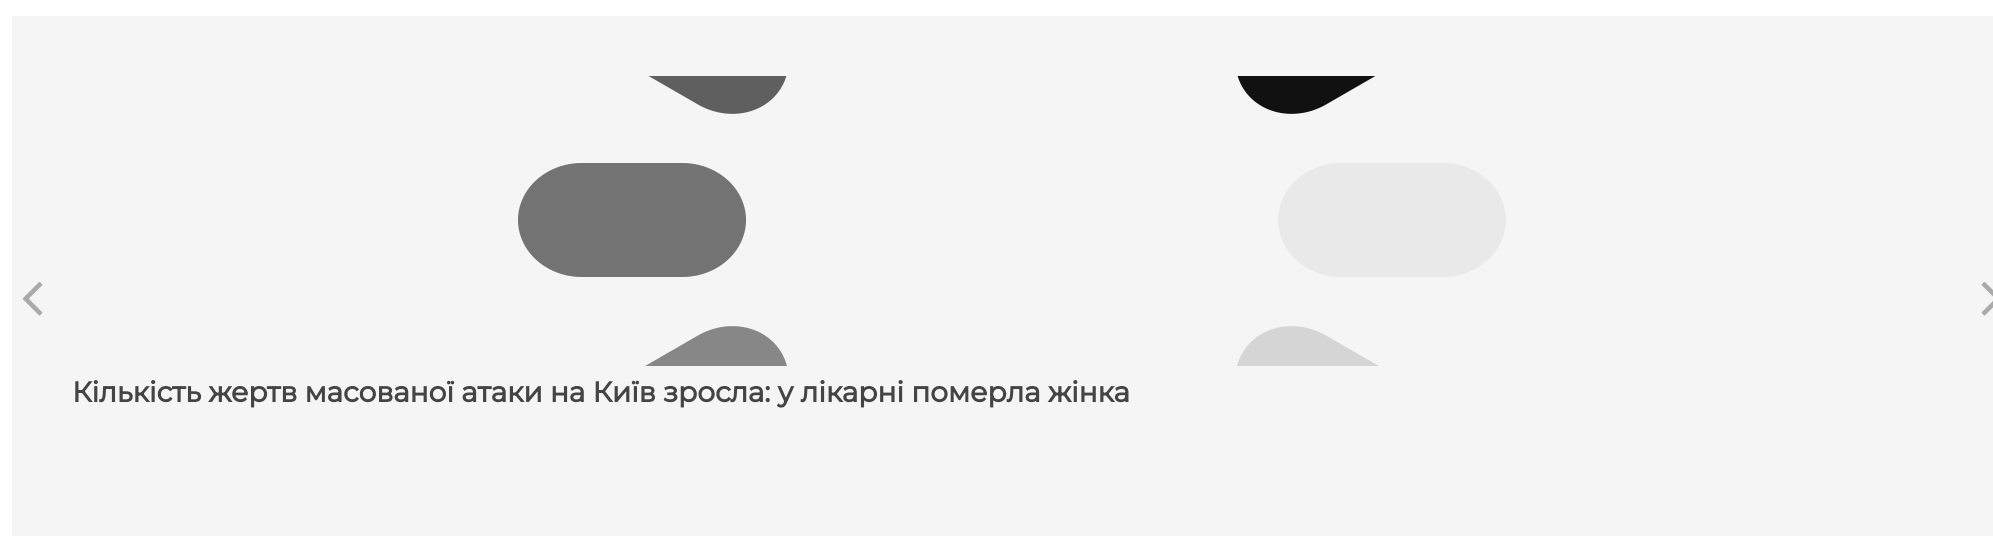 Кількість жертв масованої атаки на Київ зросла: у лікарні померла жінка